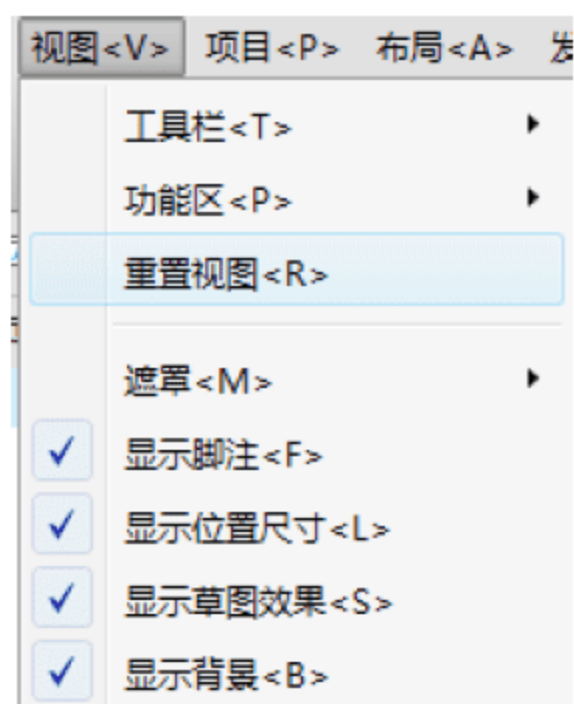 视图<V> 项目<P> 布局<A>
工具栏<T>
功能区<P>
重置视图<R>
遮罩<M>
显示脚注<F>
显示位置尺寸<L>
显示草图效果<S>
显示背景<B>